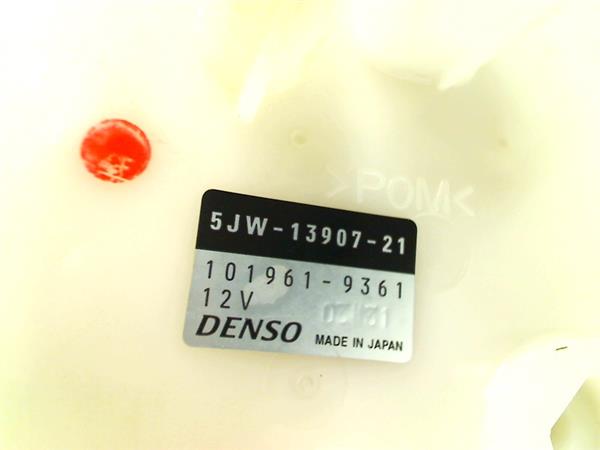 >POM<
5JW-13907-21
101961-9361
12V
DENSO MADE IN JAPAN